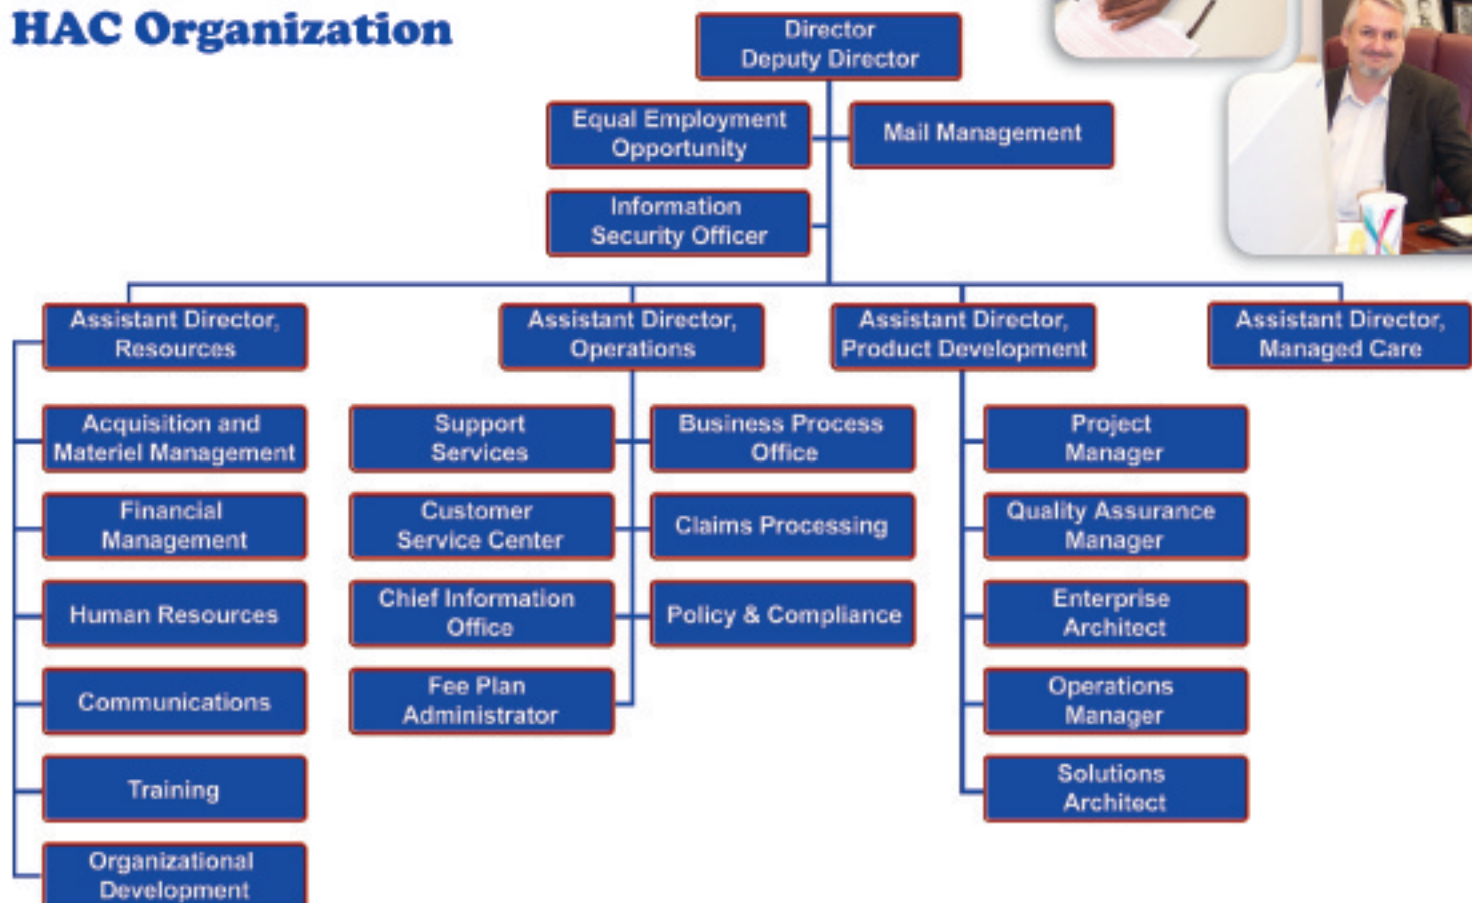 HAC Organization
Director
Deputy Director
Equal Employment
Opportunity
Mail Management
Information
Security Officer
Assistant Director,
Resources
Assistant Director,
Operations
Assistant Director,
Product Development
Assistant Director,
Managed Care
Acquisition and
Materiel Management
Financial
Management
Human Resources
Communications
Training
Organizational
Development
Support
Services
Business Process
Office
Customer
Service Center
Claims Processing
Chief Information
Office
Policy & Compliance
Fee Plan
Administrator
Project
Manager
Quality Assurance
Manager
Enterprise
Architect
Operations
Manager
Solutions
Architect